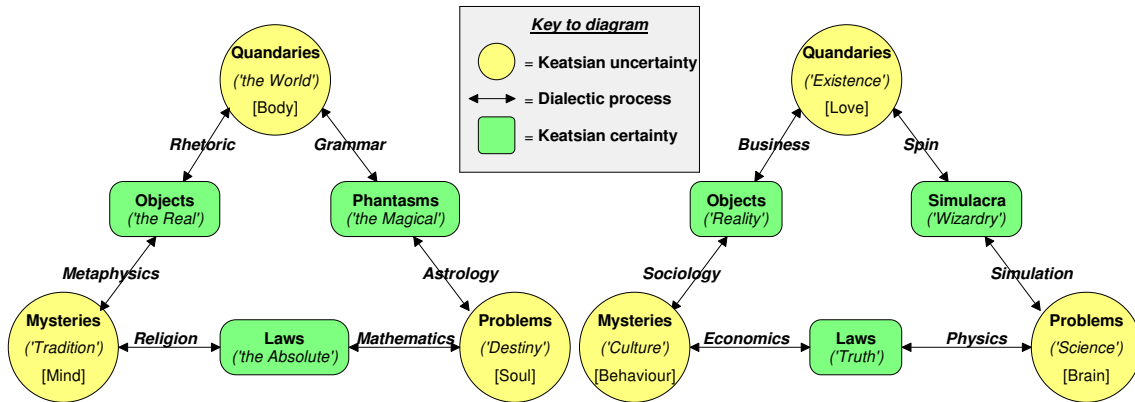 Key to diagram
= Keatsian uncertainty
= Dialectic process
= Keatsian certainty
Quandaries
('the World')
[Body]
Rhetoric
Grammar
Objects
('the Real')
Phantasms
('the Magical')
Metaphysics
Astrology
Mysteries
('Tradition')
[Mind]
Religion
Laws
('the Absolute')
Mathematics
Problems
('Destiny')
[Soul]
Quandaries
('Existence')
[Love]
Business
Spin
Objects
('Reality')
Simulacra
('Wizardry')
Sociology
Simulation
Mysteries
('Culture')
[Behaviour]
Economics
Laws
('Truth')
Physics
Problems
('Science')
[Brain]